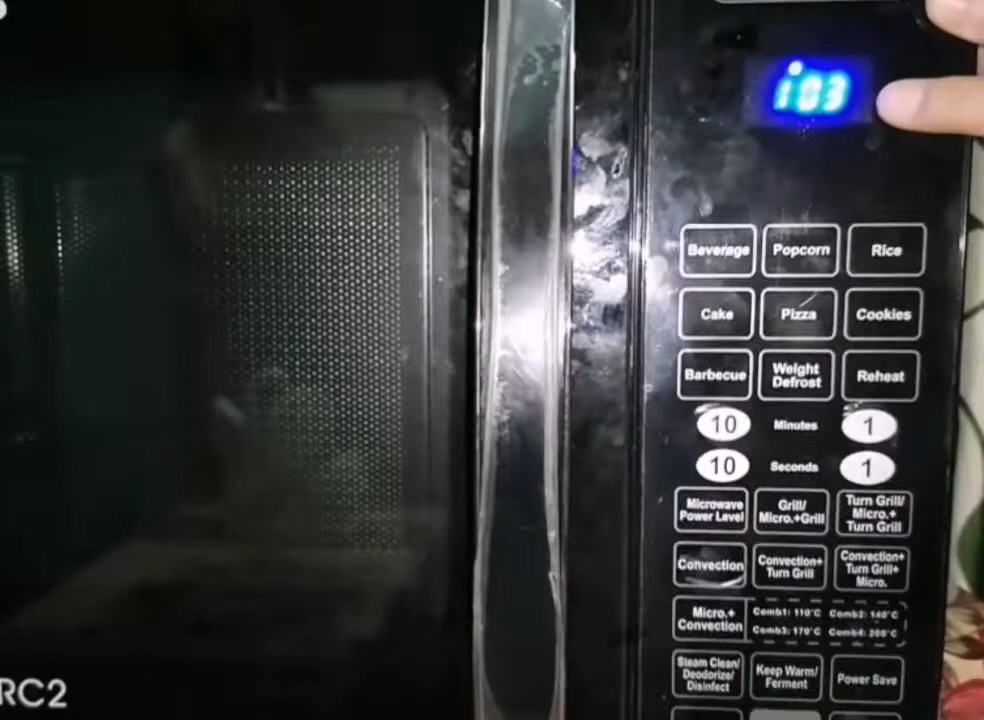 103
Beverage Popcorn Rice
Cake Pizza Cookies
Barbecue Weight Defrost Reheat
10 Minutes 1
10 Seconds 1
Microwave Power Level Grill/ Micro.+Grill Turn Grill/ Micro.+ Turn Grill
Convection Convection+ Turn Grill Convection+ Turn Grill+ Micro.
Micro.+ Convection Comb1: 110°C Comb2: 140°C
Comb3: 170°C Comb4: 200°C
Steam Clean/ Deodorize/ Disinfect Keep Warm/ Ferment Power Save
RC2